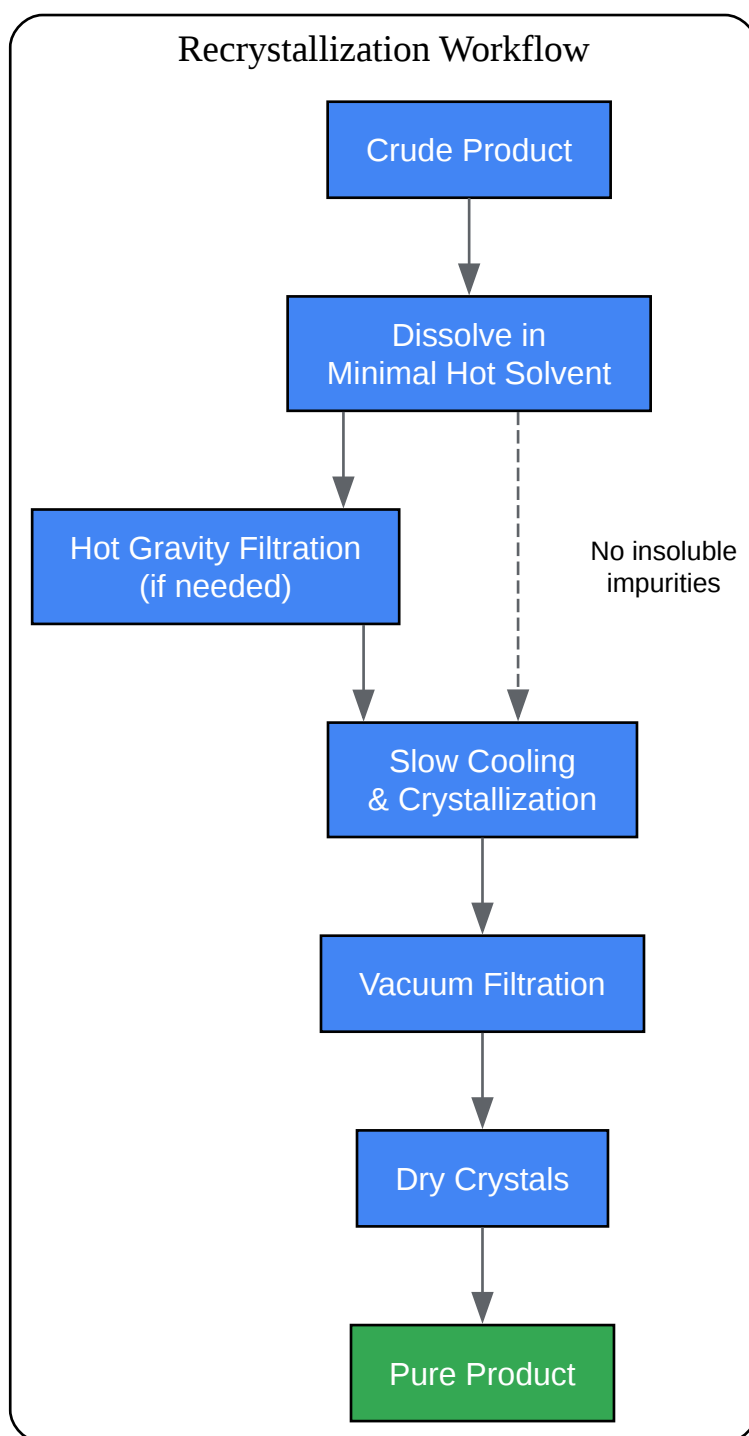 Recrystallization Workflow
Crude Product
Dissolve in
Minimal Hot Solvent
Hot Gravity Filtration
(if needed)
No insoluble
impurities
Slow Cooling
& Crystallization
Vacuum Filtration
Dry Crystals
Pure Product